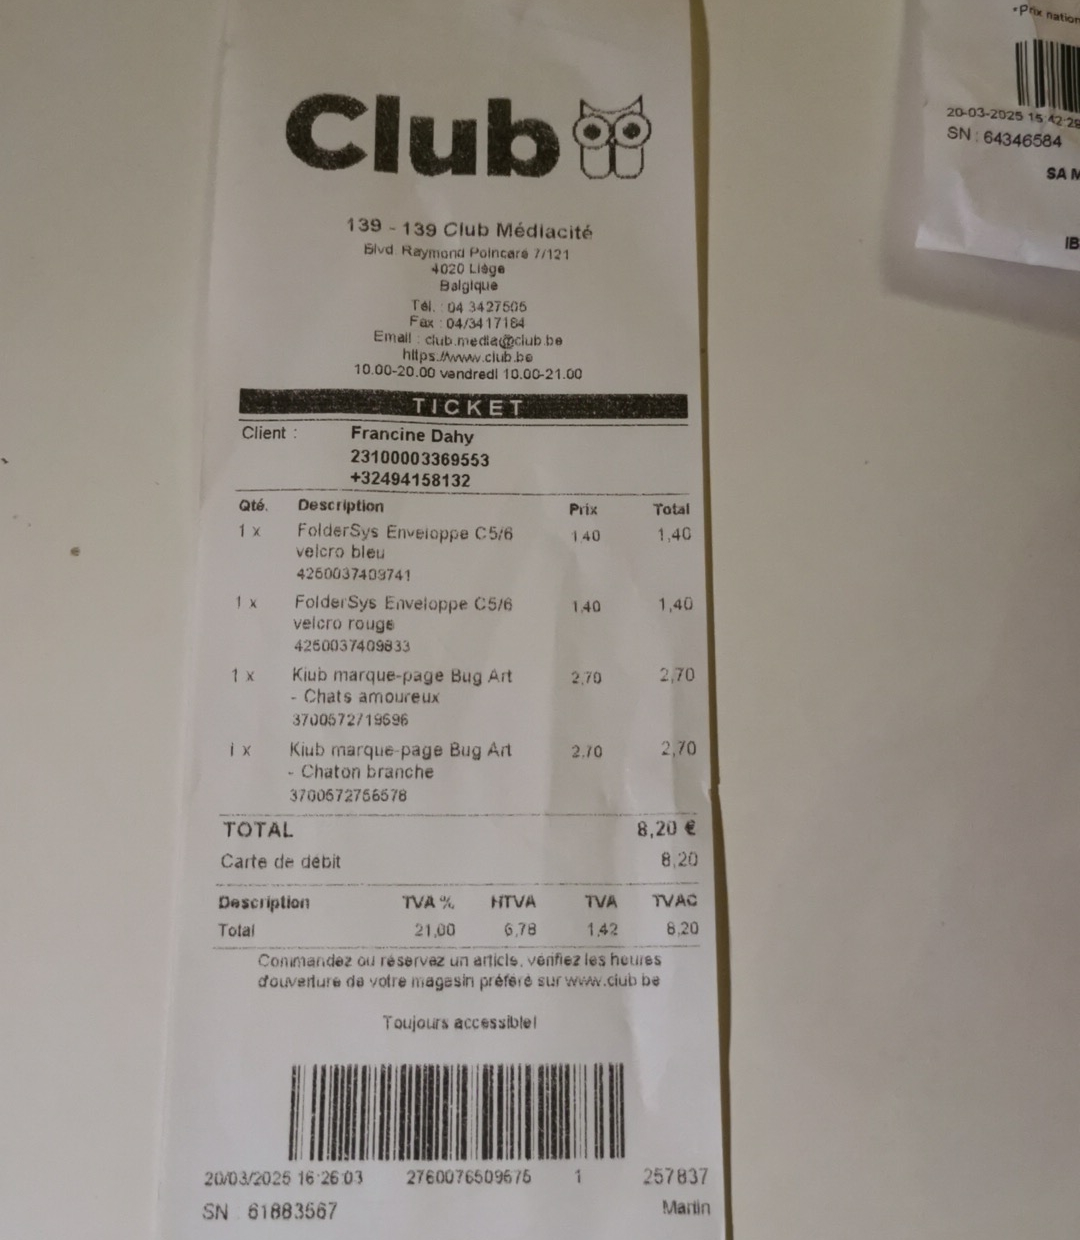 Club
139 - 139 Club Médiacité
Blvd Raymond Poincaré 7/121
4020 Liège
Belgique
Tél. : 04 3427505
Fax : 04/3417184
Email : club.media@club.be
https://www.club.be
10.00-20.00 vendredi 10.00-21.00
TICKET
Client : Francine Dahy
23100003369553
+32494158132
Qté. Description Prix Total
1 x FolderSys Enveloppe C5/6 1,40 1,40
velcro bleu
4260037409741
1 x FolderSys Enveloppe C5/6 1,40 1,40
velcro rouge
4260037409833
1 x Kiub marque-page Bug Art 2,70 2,70
- Chats amoureux
3700572719596
1 x Kiub marque-page Bug Art 2,70 2,70
- Chaton branche
TOTAL 8,20 €
Carte de débit 8,20
Description TVA % HTVA TVA TVAC
Total 21,00 6,78 1,42 8,20
Commandez ou réservez un article, vérifiez les heures
d'ouverture de votre magasin préféré sur www.club.be
Toujours accessible!
20/03/2025 16:26:03 2760076509675 1 257837
SN : 61883567 Martin
*Prix
20-03-2025 15:42:29
SN : 64346584
SA